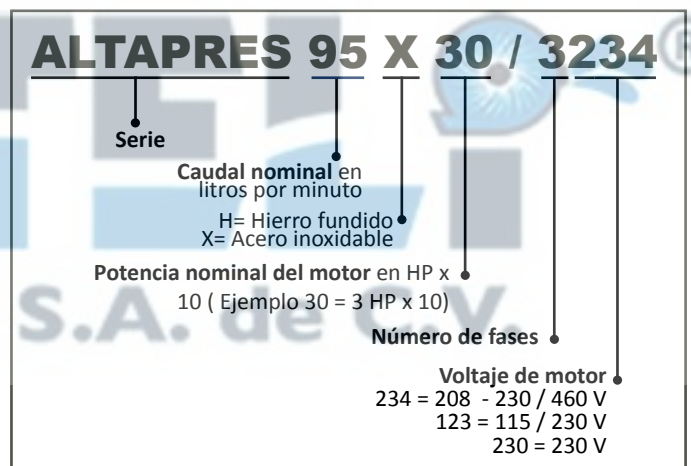 ALTAPRES 95 X 30 / 3234
Serie
Caudal nominal en
litros por minuto
H= Hierro fundido
X= Acero inoxidable
Potencia nominal del motor en HP x
10 ( Ejemplo 30 = 3 HP x 10)
S.A. de C.V.
Número de fases
Voltaje de motor
234 = 208 - 230 / 460 V
123 = 115 / 230 V
230 = 230 V